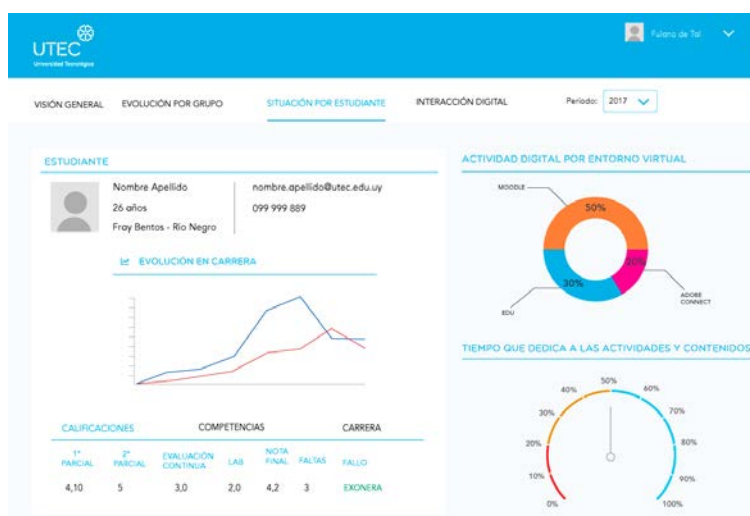 UTEC
Universidad Tecnológica
Fulano de Tal
VISIÓN GENERAL
EVOLUCIÓN POR GRUPO
SITUACIÓN POR ESTUDIANTE
INTERACCIÓN DIGITAL
Período: 2017
ESTUDIANTE
Nombre Apellido
26 años
Fray Bentos - Río Negro
nombre.apellido@utec.edu.uy
099 999 889
EVOLUCIÓN EN CARRERA
CALIFICACIONES COMPETENCIAS CARRERA
1° PARCIAL
2° PARCIAL
EVALUACIÓN CONTINUA
LAB
NOTA FINAL
FALTAS
FALLO
4,10 5 3,0 2,0 4,2 3 EXONERA
ACTIVIDAD DIGITAL POR ENTORNO VIRTUAL
MOODLE
50%
20%
30%
EDU
ADOBE
CONNECT
TIEMPO QUE DEDICA A LAS ACTIVIDADES Y CONTENIDOS
0%
10%
20%
30%
40%
50%
60%
70%
80%
90%
100%